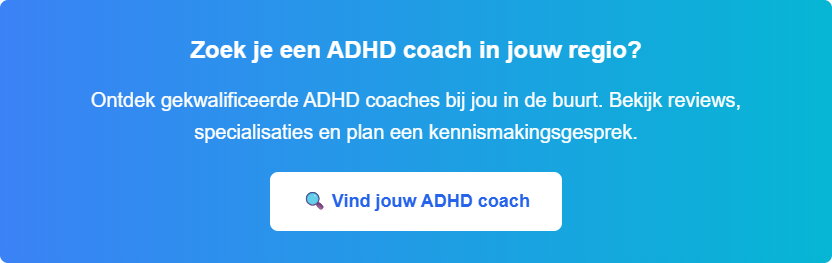 Zoek je een ADHD coach in jouw regio?
Ontdek gekwalificeerde ADHD coaches bij jou in de buurt. Bekijk reviews,
specialisaties en plan een kennismakingsgesprek.
🔍 Vind jouw ADHD coach